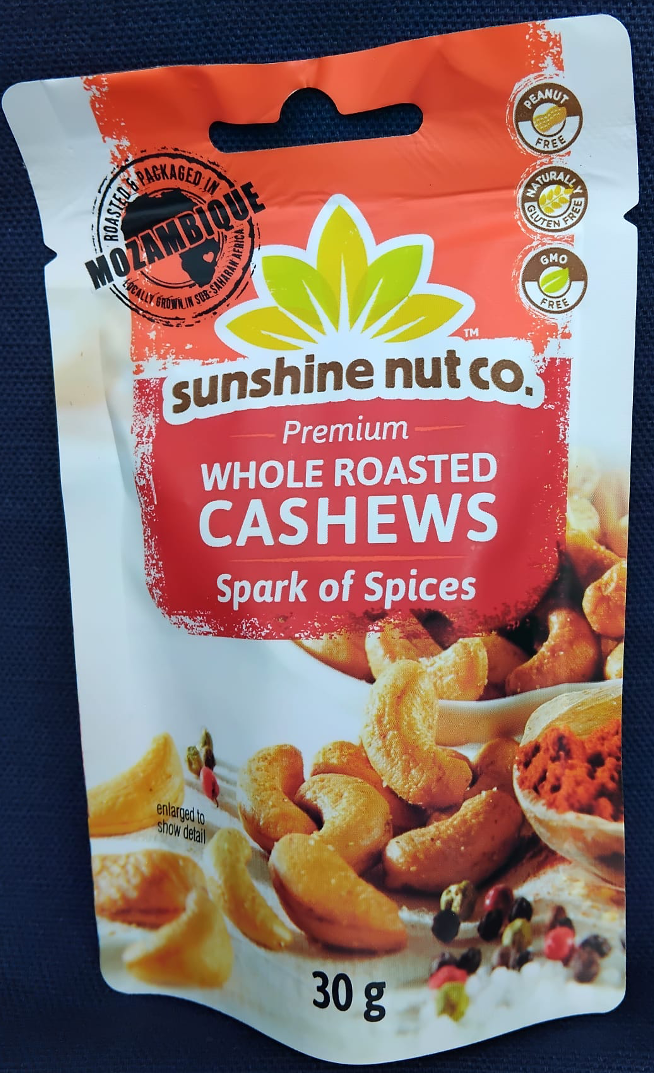 ROASTED & PACKAGED IN
MOZAMBIQUE
LOCALLY GROWN IN SUB-SAHARAN AFRICA
PEANUT
FREE
NATURALLY
GLUTEN FREE
GMO
FREE
TM
sunshine nut co.
Premium
WHOLE ROASTED
CASHEWS
Spark of Spices
enlarged to
show detail
30 g